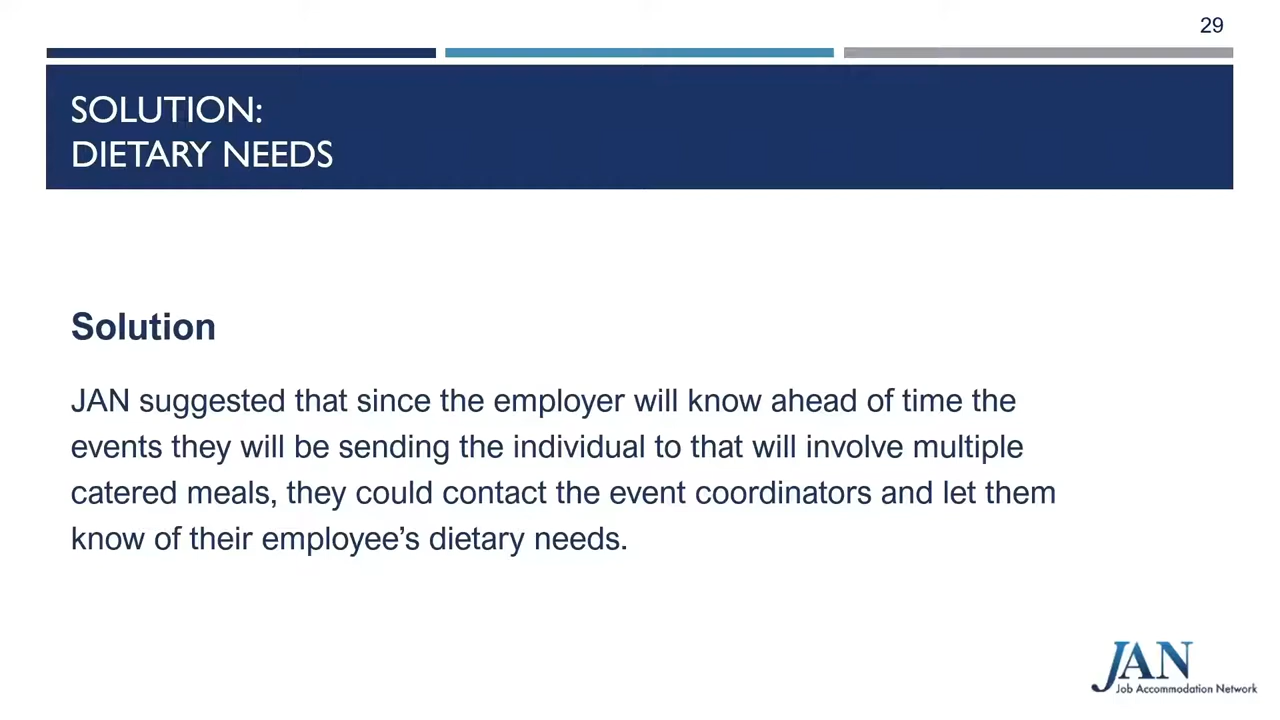 29
SOLUTION:
DIETARY NEEDS
Solution
JAN suggested that since the employer will know ahead of time the
events they will be sending the individual to that will involve multiple
catered meals, they could contact the event coordinators and let them
know of their employee’s dietary needs.
JAN
Job Accommodation Network